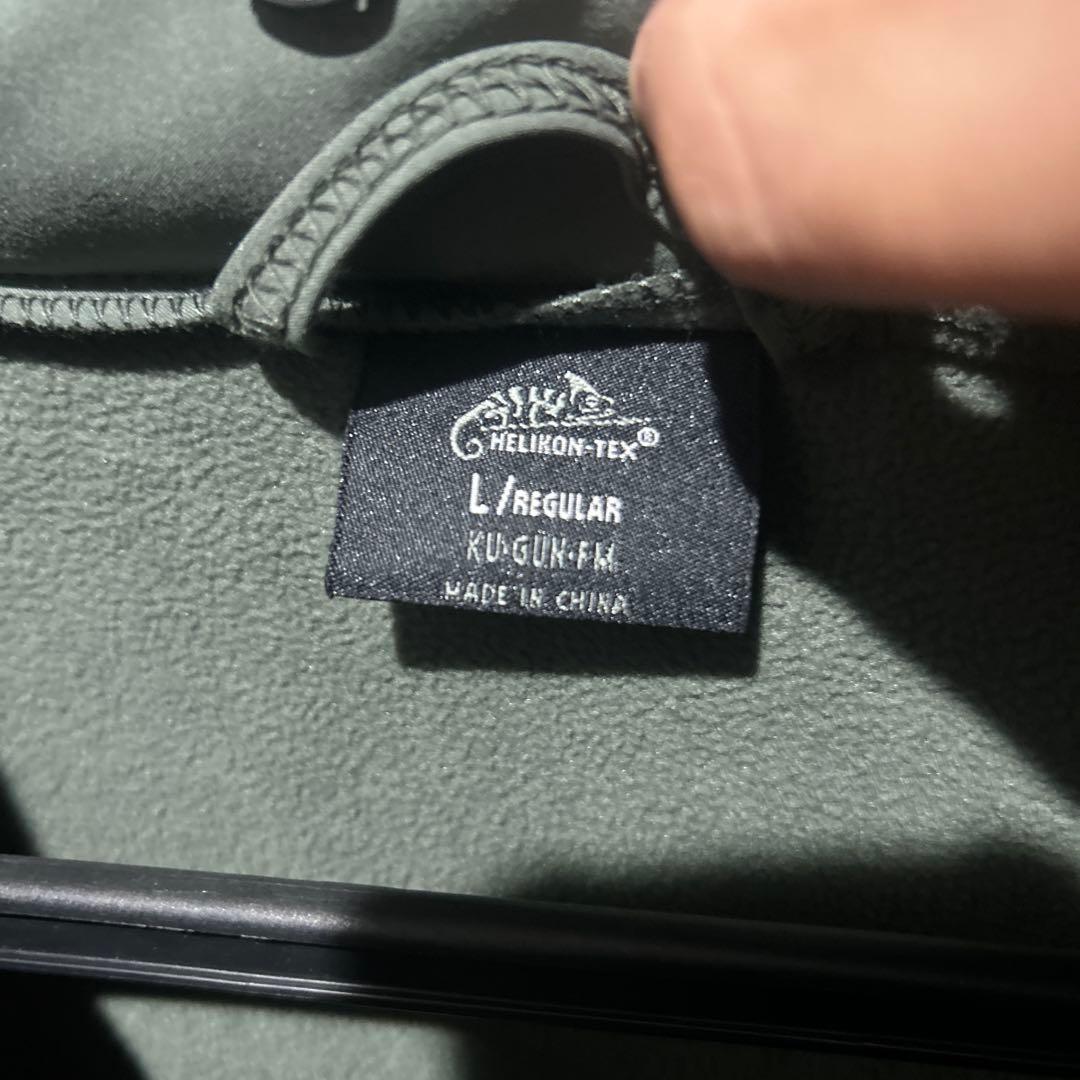 HELIKON-TEX®
L/REGULAR
KU·GUN·FM
MADE IN CHINA